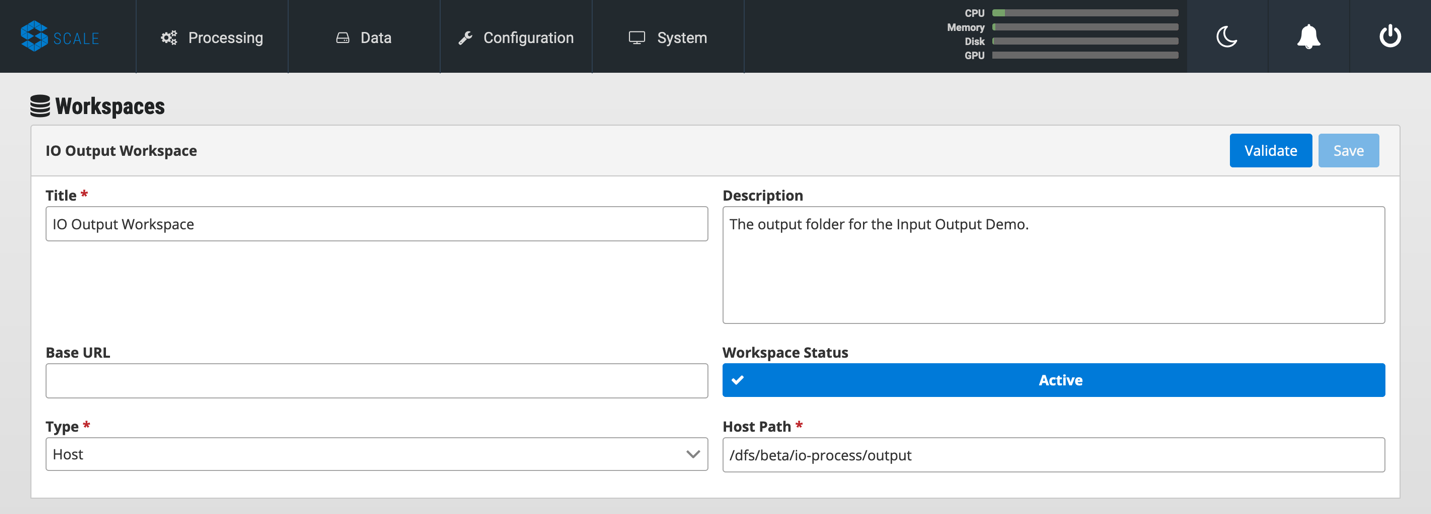 SCALE
Processing
Data
Configuration
System
CPU
Memory
Disk
GPU
Workspaces
IO Output Workspace
Validate
Save
Title *
Description
IO Output Workspace
The output folder for the Input Output Demo.
Base URL
Workspace Status
Active
Type *
Host Path *
Host
/dfs/beta/io-process/output